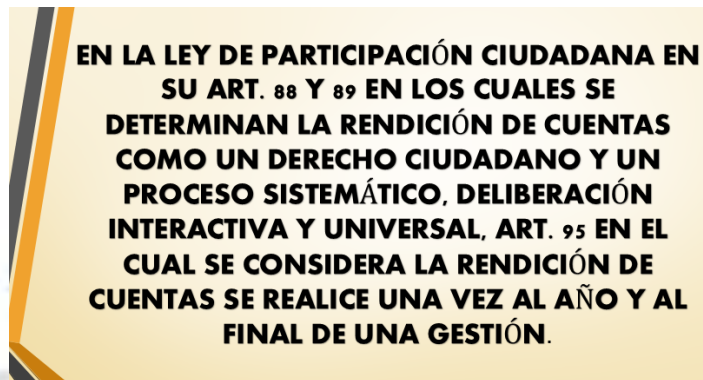 EN LA LEY DE PARTICIPACIÓN CIUDADANA EN
SU ART. 88 Y 89 EN LOS CUALES SE
DETERMINAN LA RENDICIÓN DE CUENTAS
COMO UN DERECHO CIUDADANO Y UN
PROCESO SISTEMÁTICO, DELIBERACIÓN
INTERACTIVA Y UNIVERSAL, ART. 95 EN EL
CUAL SE CONSIDERA LA RENDICIÓN DE
CUENTAS SE REALICE UNA VEZ AL AÑO Y AL
FINAL DE UNA GESTIÓN.